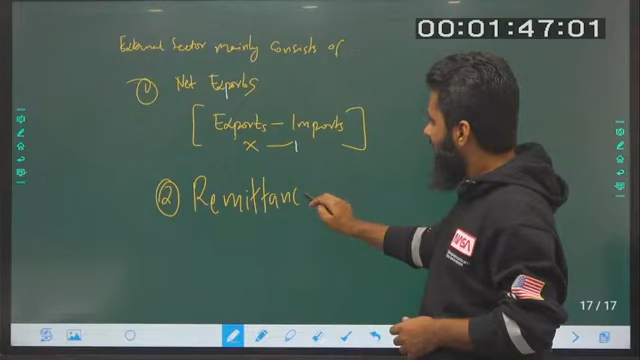 00:01:47:01
External Sector mainly consists of ...
① Net Exports
[Exports - Imports]
X - I
② Remittanc
NASA
17/17